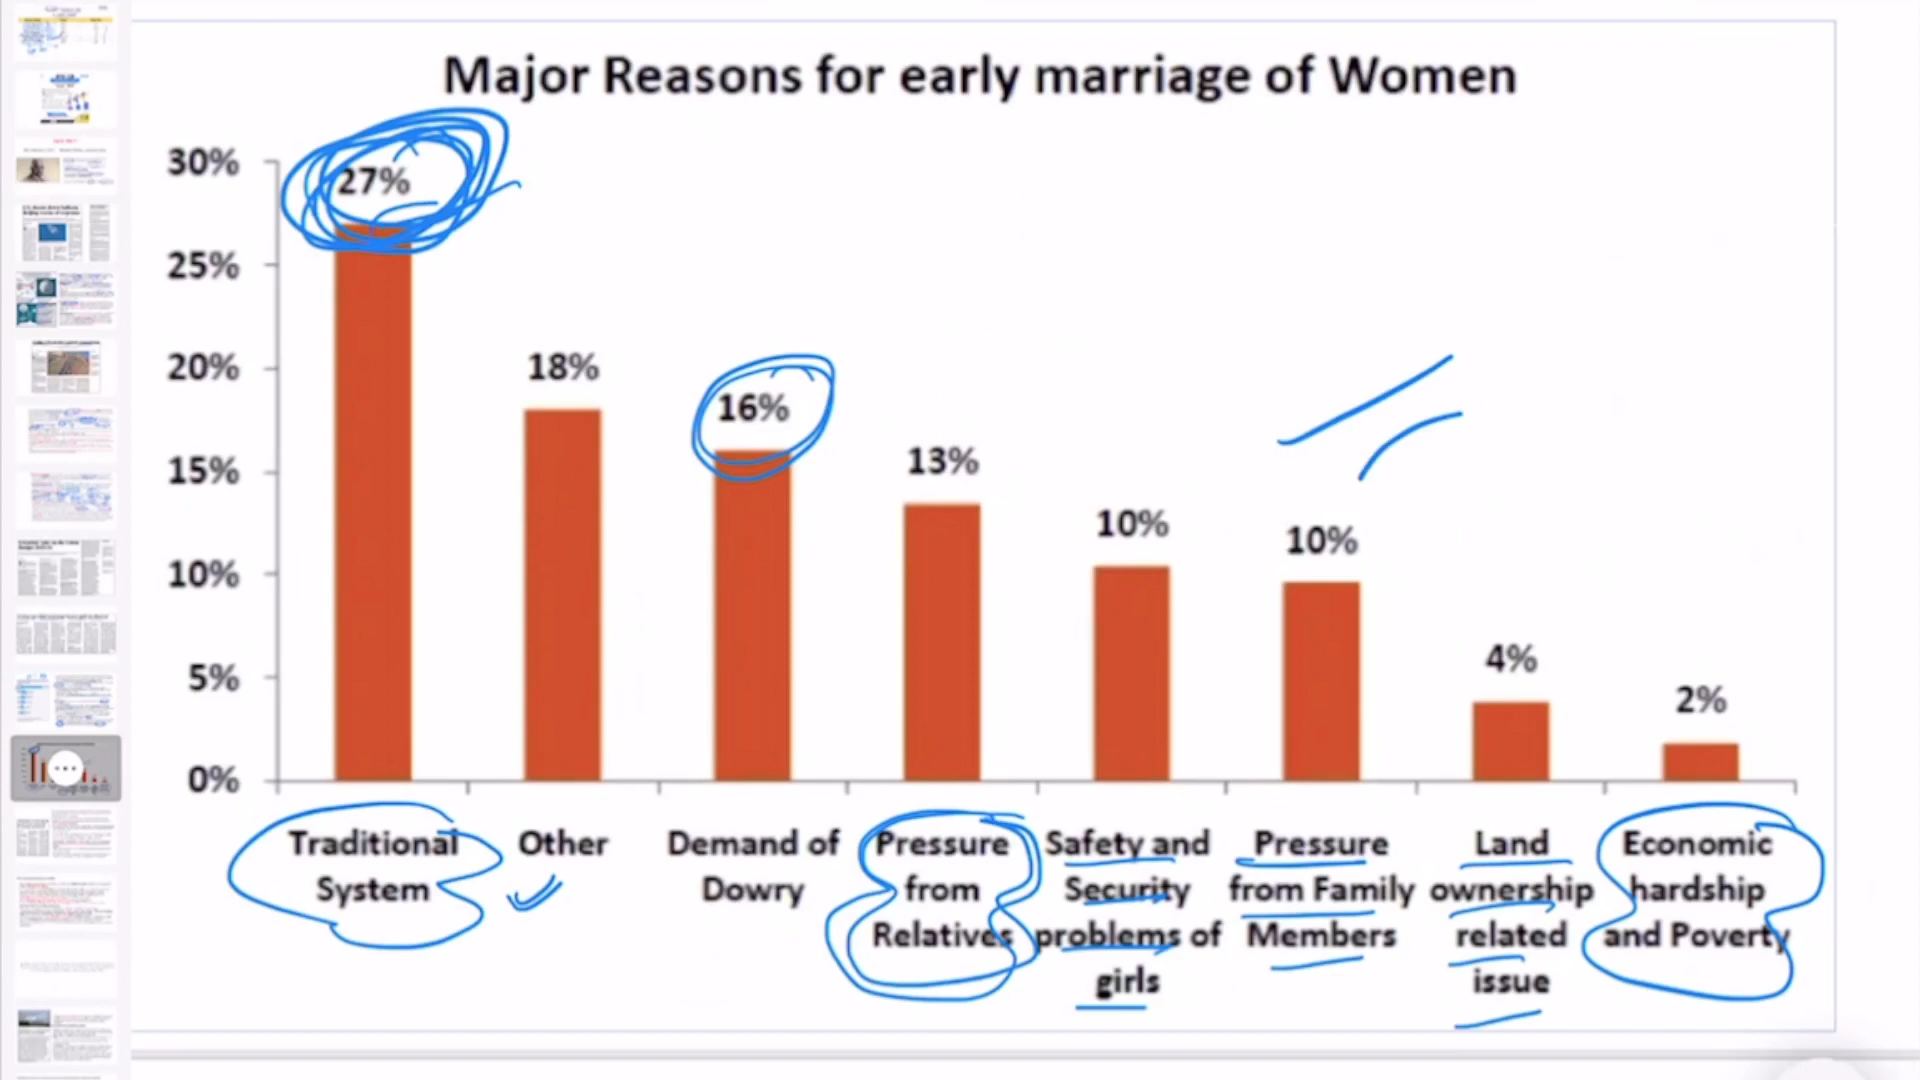 Major Reasons for early marriage of Women
30%
25%
20%
15%
10%
5%
0%
27%
18%
16%
13%
10%
10%
4%
2%
Traditional
System
Other
Demand of
Dowry
Pressure
from
Relatives
Safety and
Security
problems of
girls
Pressure
from Family
Members
Land
ownership
related
issue
Economic
hardship
and Poverty